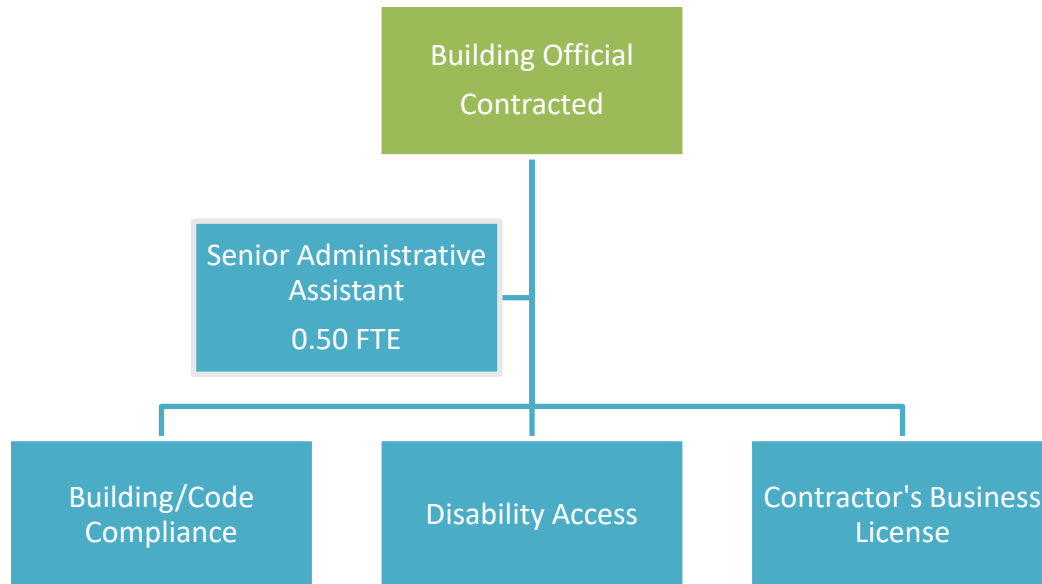 Building Official
Contracted
Senior Administrative
Assistant
0.50 FTE
Building/Code
Compliance
Disability Access
Contractor's Business
License